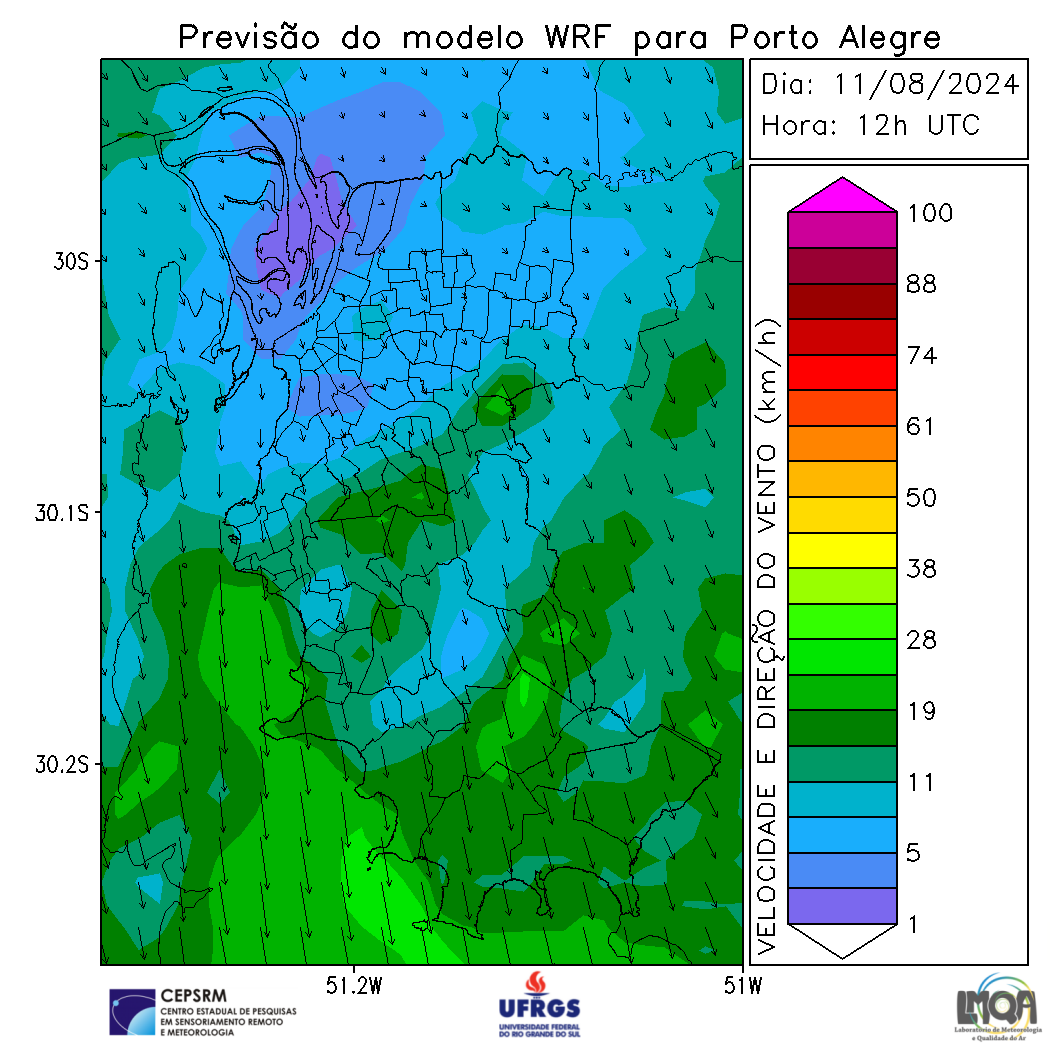 Previsão do modelo WRF para Porto Alegre
Dia: 11/08/2024
Hora: 12h UTC
30S
30.1S
30.2S
51.2W
51W
VELOCIDADE E DIREÇÃO DO VENTO (km/h)
100
88
74
61
50
38
28
19
11
5
1
CEPSRM
CENTRO ESTADUAL DE PESQUISAS
EM SENSORIAMENTO REMOTO
E METEOROLOGIA
UFRGS
UNIVERSIDADE FEDERAL
DO RIO GRANDE DO SUL
LMQA
Laboratório de Meteorologia
e Qualidade do Ar